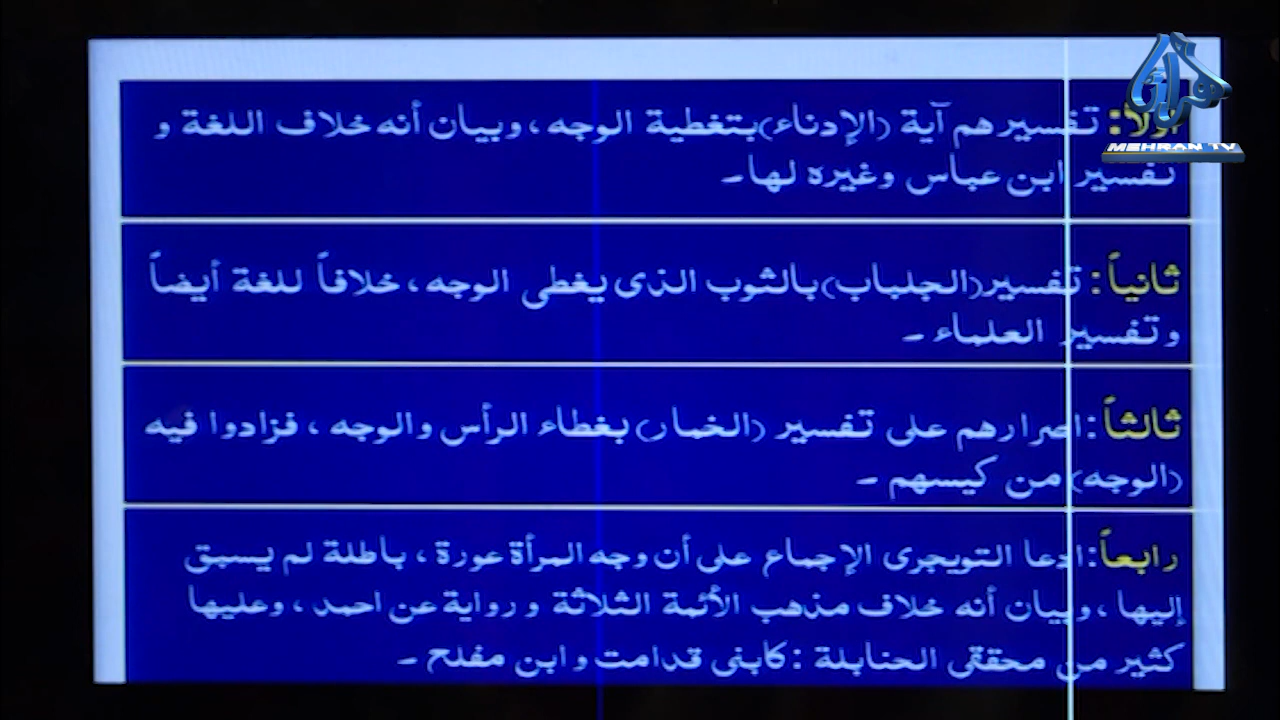 أولاً: تفسيرهم آية (الإدناء) بتغطية الوجه ، وبيان أنه خلاف اللغة و
تفسير ابن عباس وغيره لها ـ
ثانياً: تفسير (الجلباب) بالثوب الذى يغطى الوجه ، خلافاً للغة أيضاً
وتفسير العلماء ـ
ثالثاً: اصرارهم على تفسير (الخمار) بغطاء الرأس والوجه ، فزادوا فيه
(الوجه) من كيسهم ـ
رابعاً: ادعا التويجرى الإجماع على أن وجه المرأة عورة ، باطلة لم يسبق
إليها ، وبيان أنه خلاف مذهب الأئمة الثلاثة و رواية عن احمد ، وعليها
كثير من محققى الحنابلة : كابنى قدامت و ابن مفلح ـ
MEHRAN TV